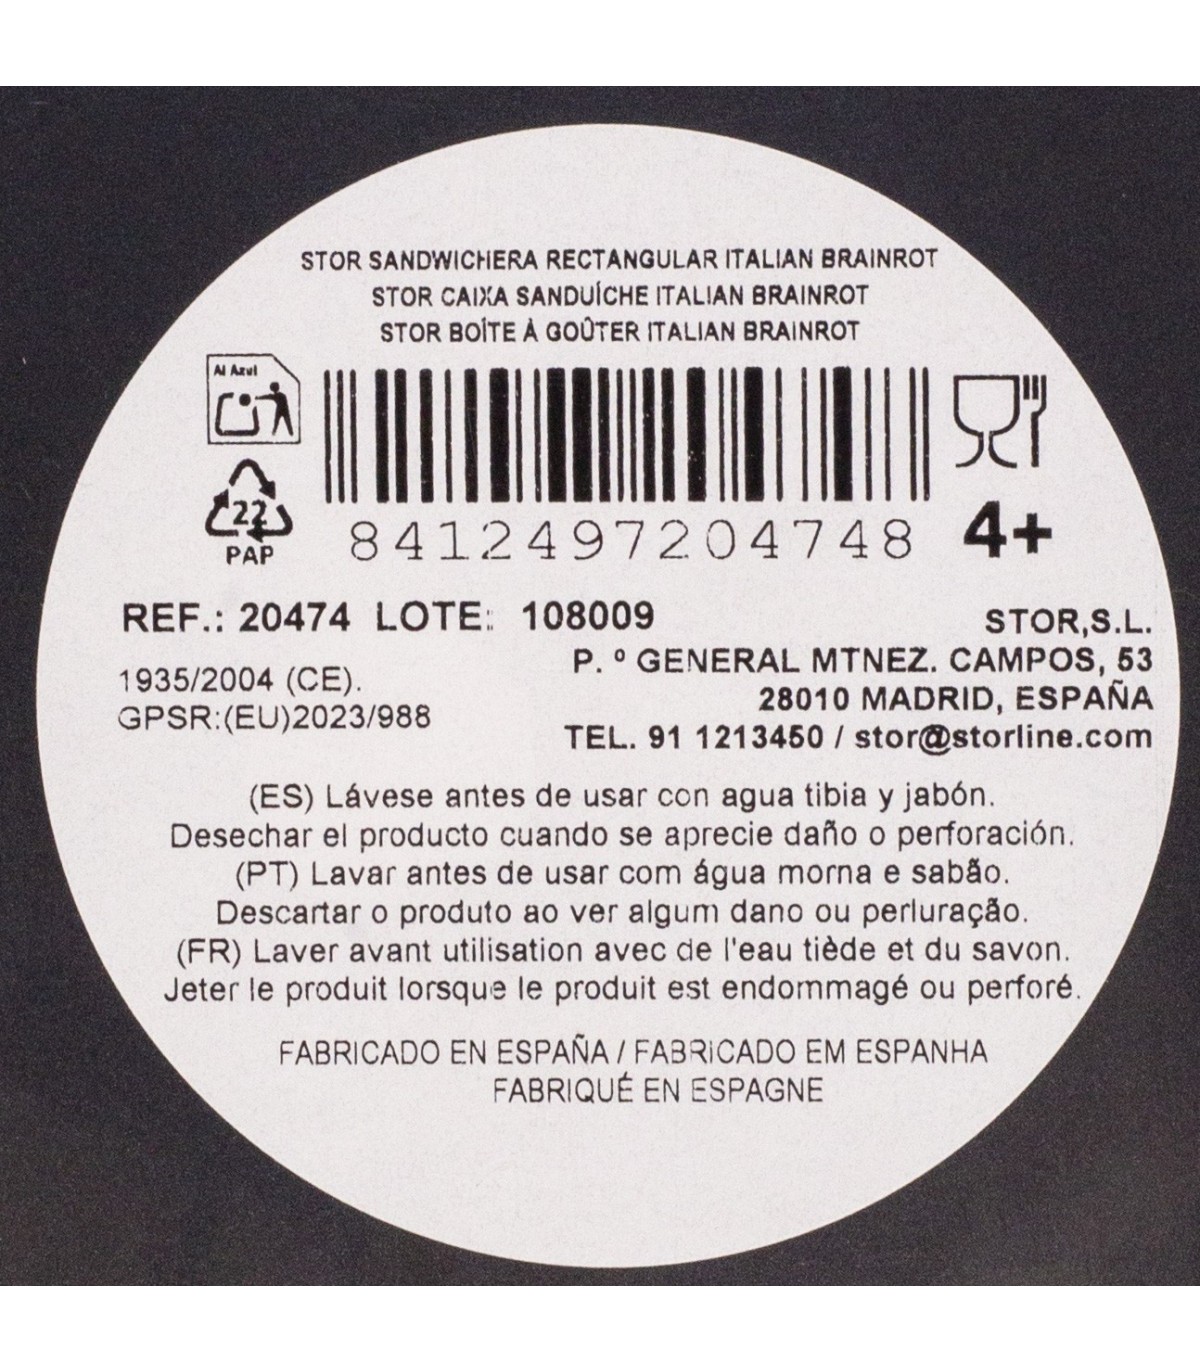 STOR SANDWICHERA RECTANGULAR ITALIAN BRAINROT
STOR CAIXA SANDUÍCHE ITALIAN BRAINROT
STOR BOÎTE À GOÛTER ITALIAN BRAINROT
Al Azul
22
PAP
8412497204748
4+
REF.: 20474 LOTE: 108009
1935/2004 (CE).
GPSR:(EU)2023/988
STOR,S.L.
P. º GENERAL MTNEZ. CAMPOS, 53
28010 MADRID, ESPAÑA
TEL. 91 1213450 / stor@storline.com
(ES) Lávese antes de usar con agua tibia y jabón.
Desechar el producto cuando se aprecie daño o perforación.
(PT) Lavar antes de usar com água morna e sabão.
Descartar o produto ao ver algum dano ou perluração.
(FR) Laver avant utilisation avec de l'eau tiède et du savon.
Jeter le produit lorsque le produit est endommagé ou perforé.
FABRICADO EN ESPAÑA / FABRICADO EM ESPANHA
FABRIQUÉ EN ESPAGNE